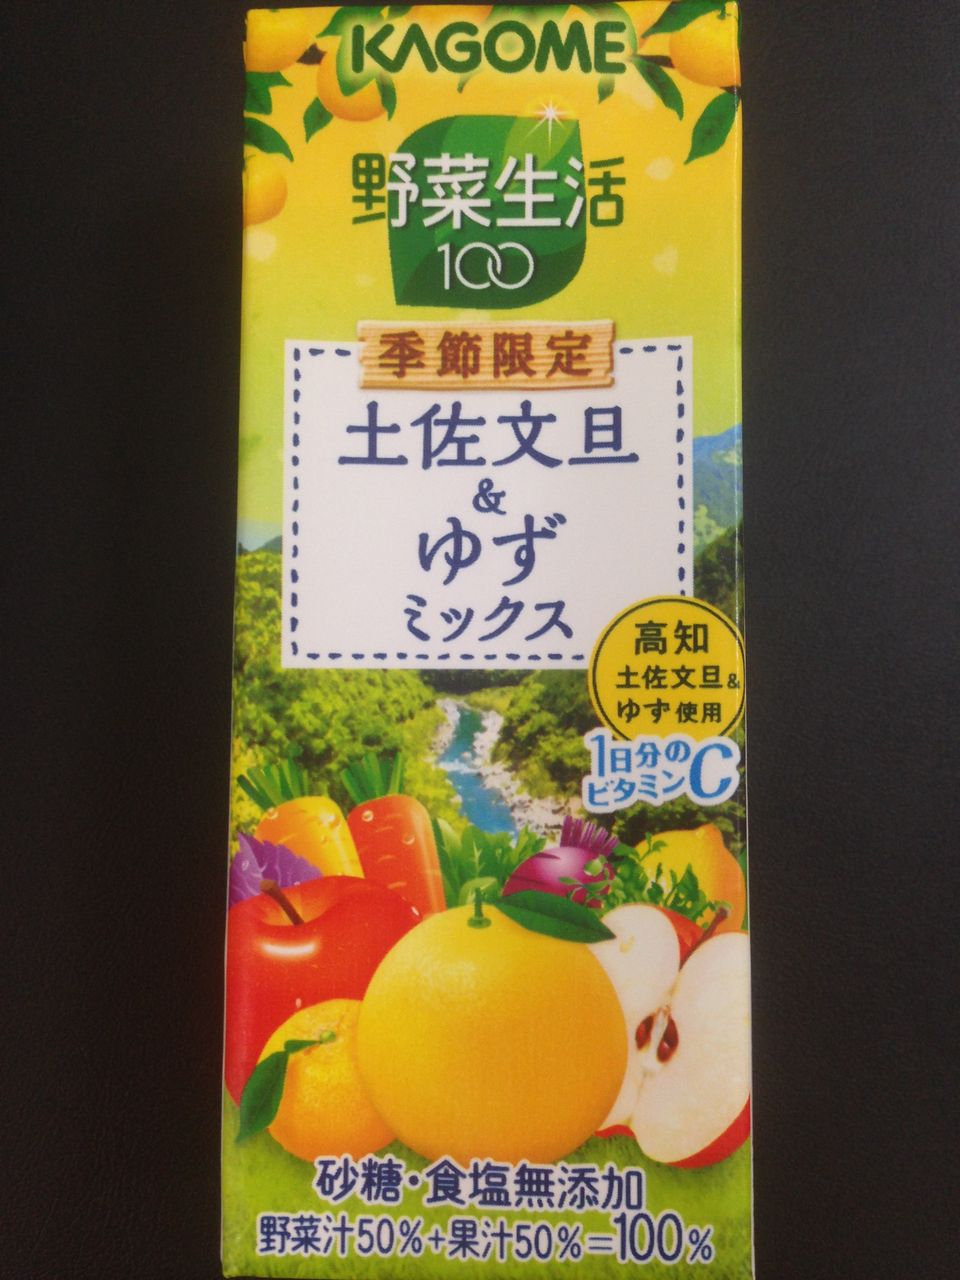 KAGOME
野菜生活
100
季節限定
土佐文旦
&
ゆず
ミックス
高知
土佐文旦&
ゆず使用
1日分の
ビタミンC
砂糖・食塩無添加
野菜汁50%+果汁50%=100%